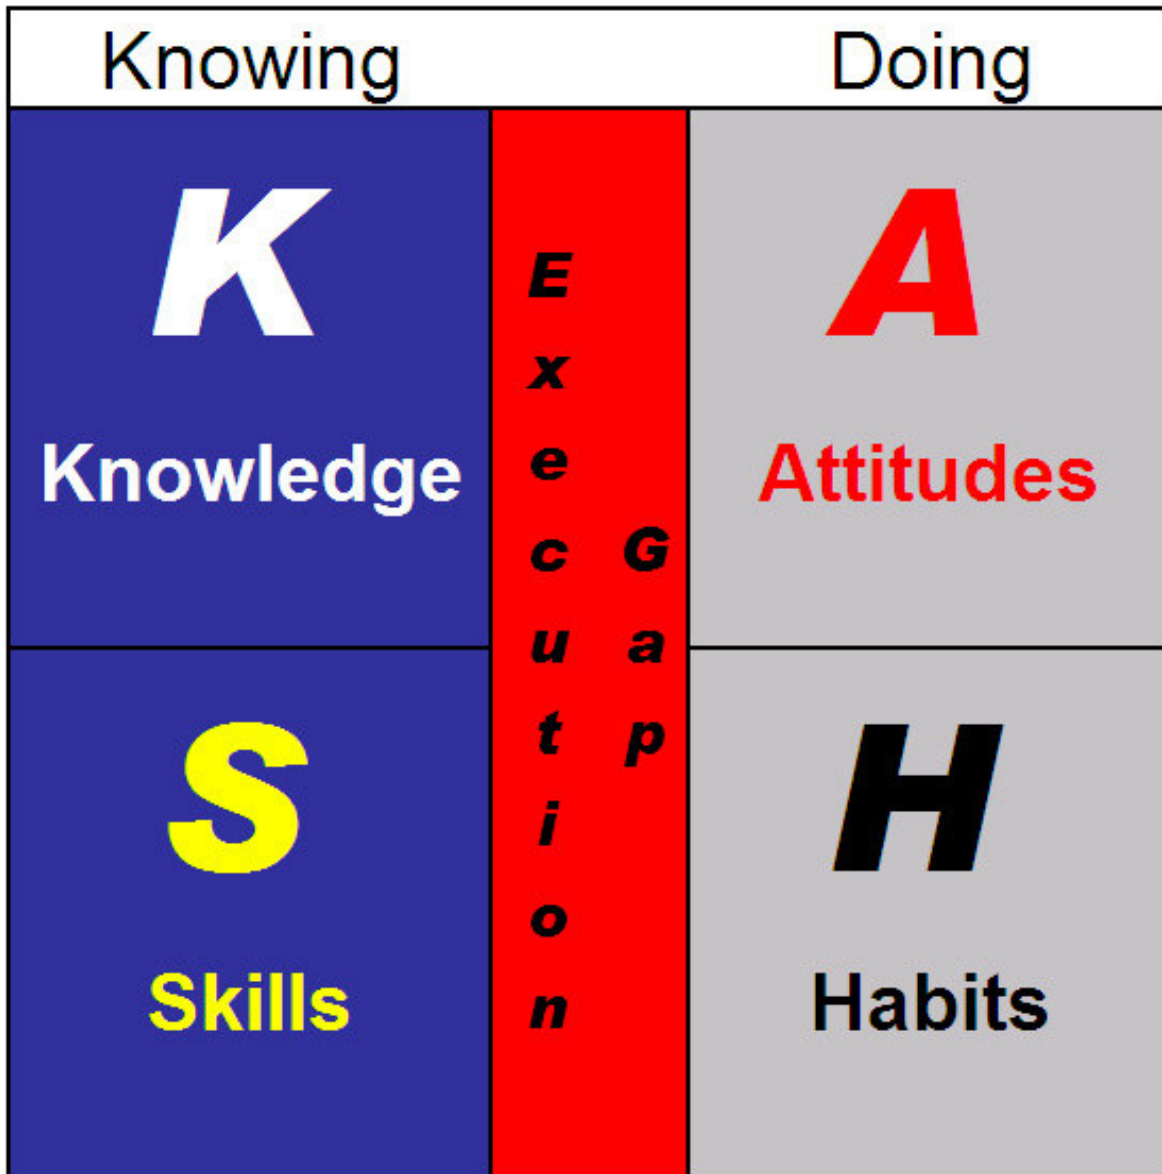 Knowing
Doing
K
Knowledge
Execution
Gap
A
Attitudes
S
Skills
H
Habits